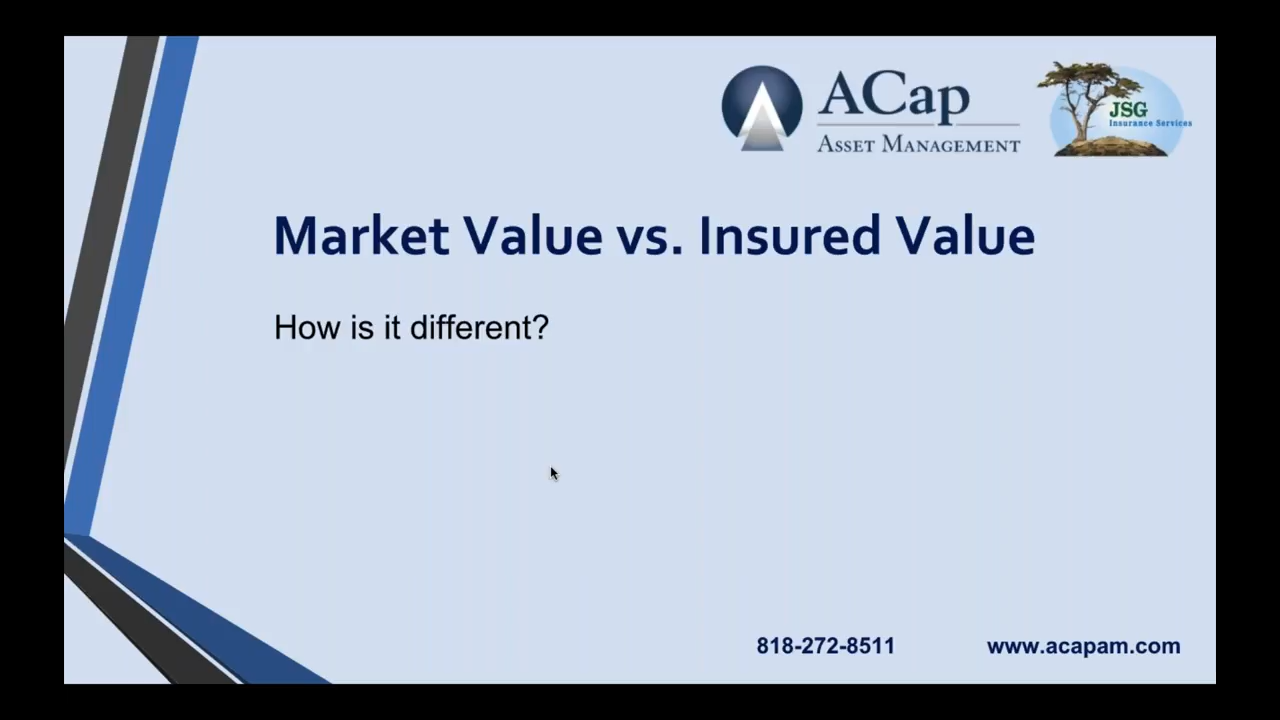 ACap
ASSET MANAGEMENT
JSG
Insurance Services
Market Value vs. Insured Value
How is it different?
818-272-8511
www.acapam.com